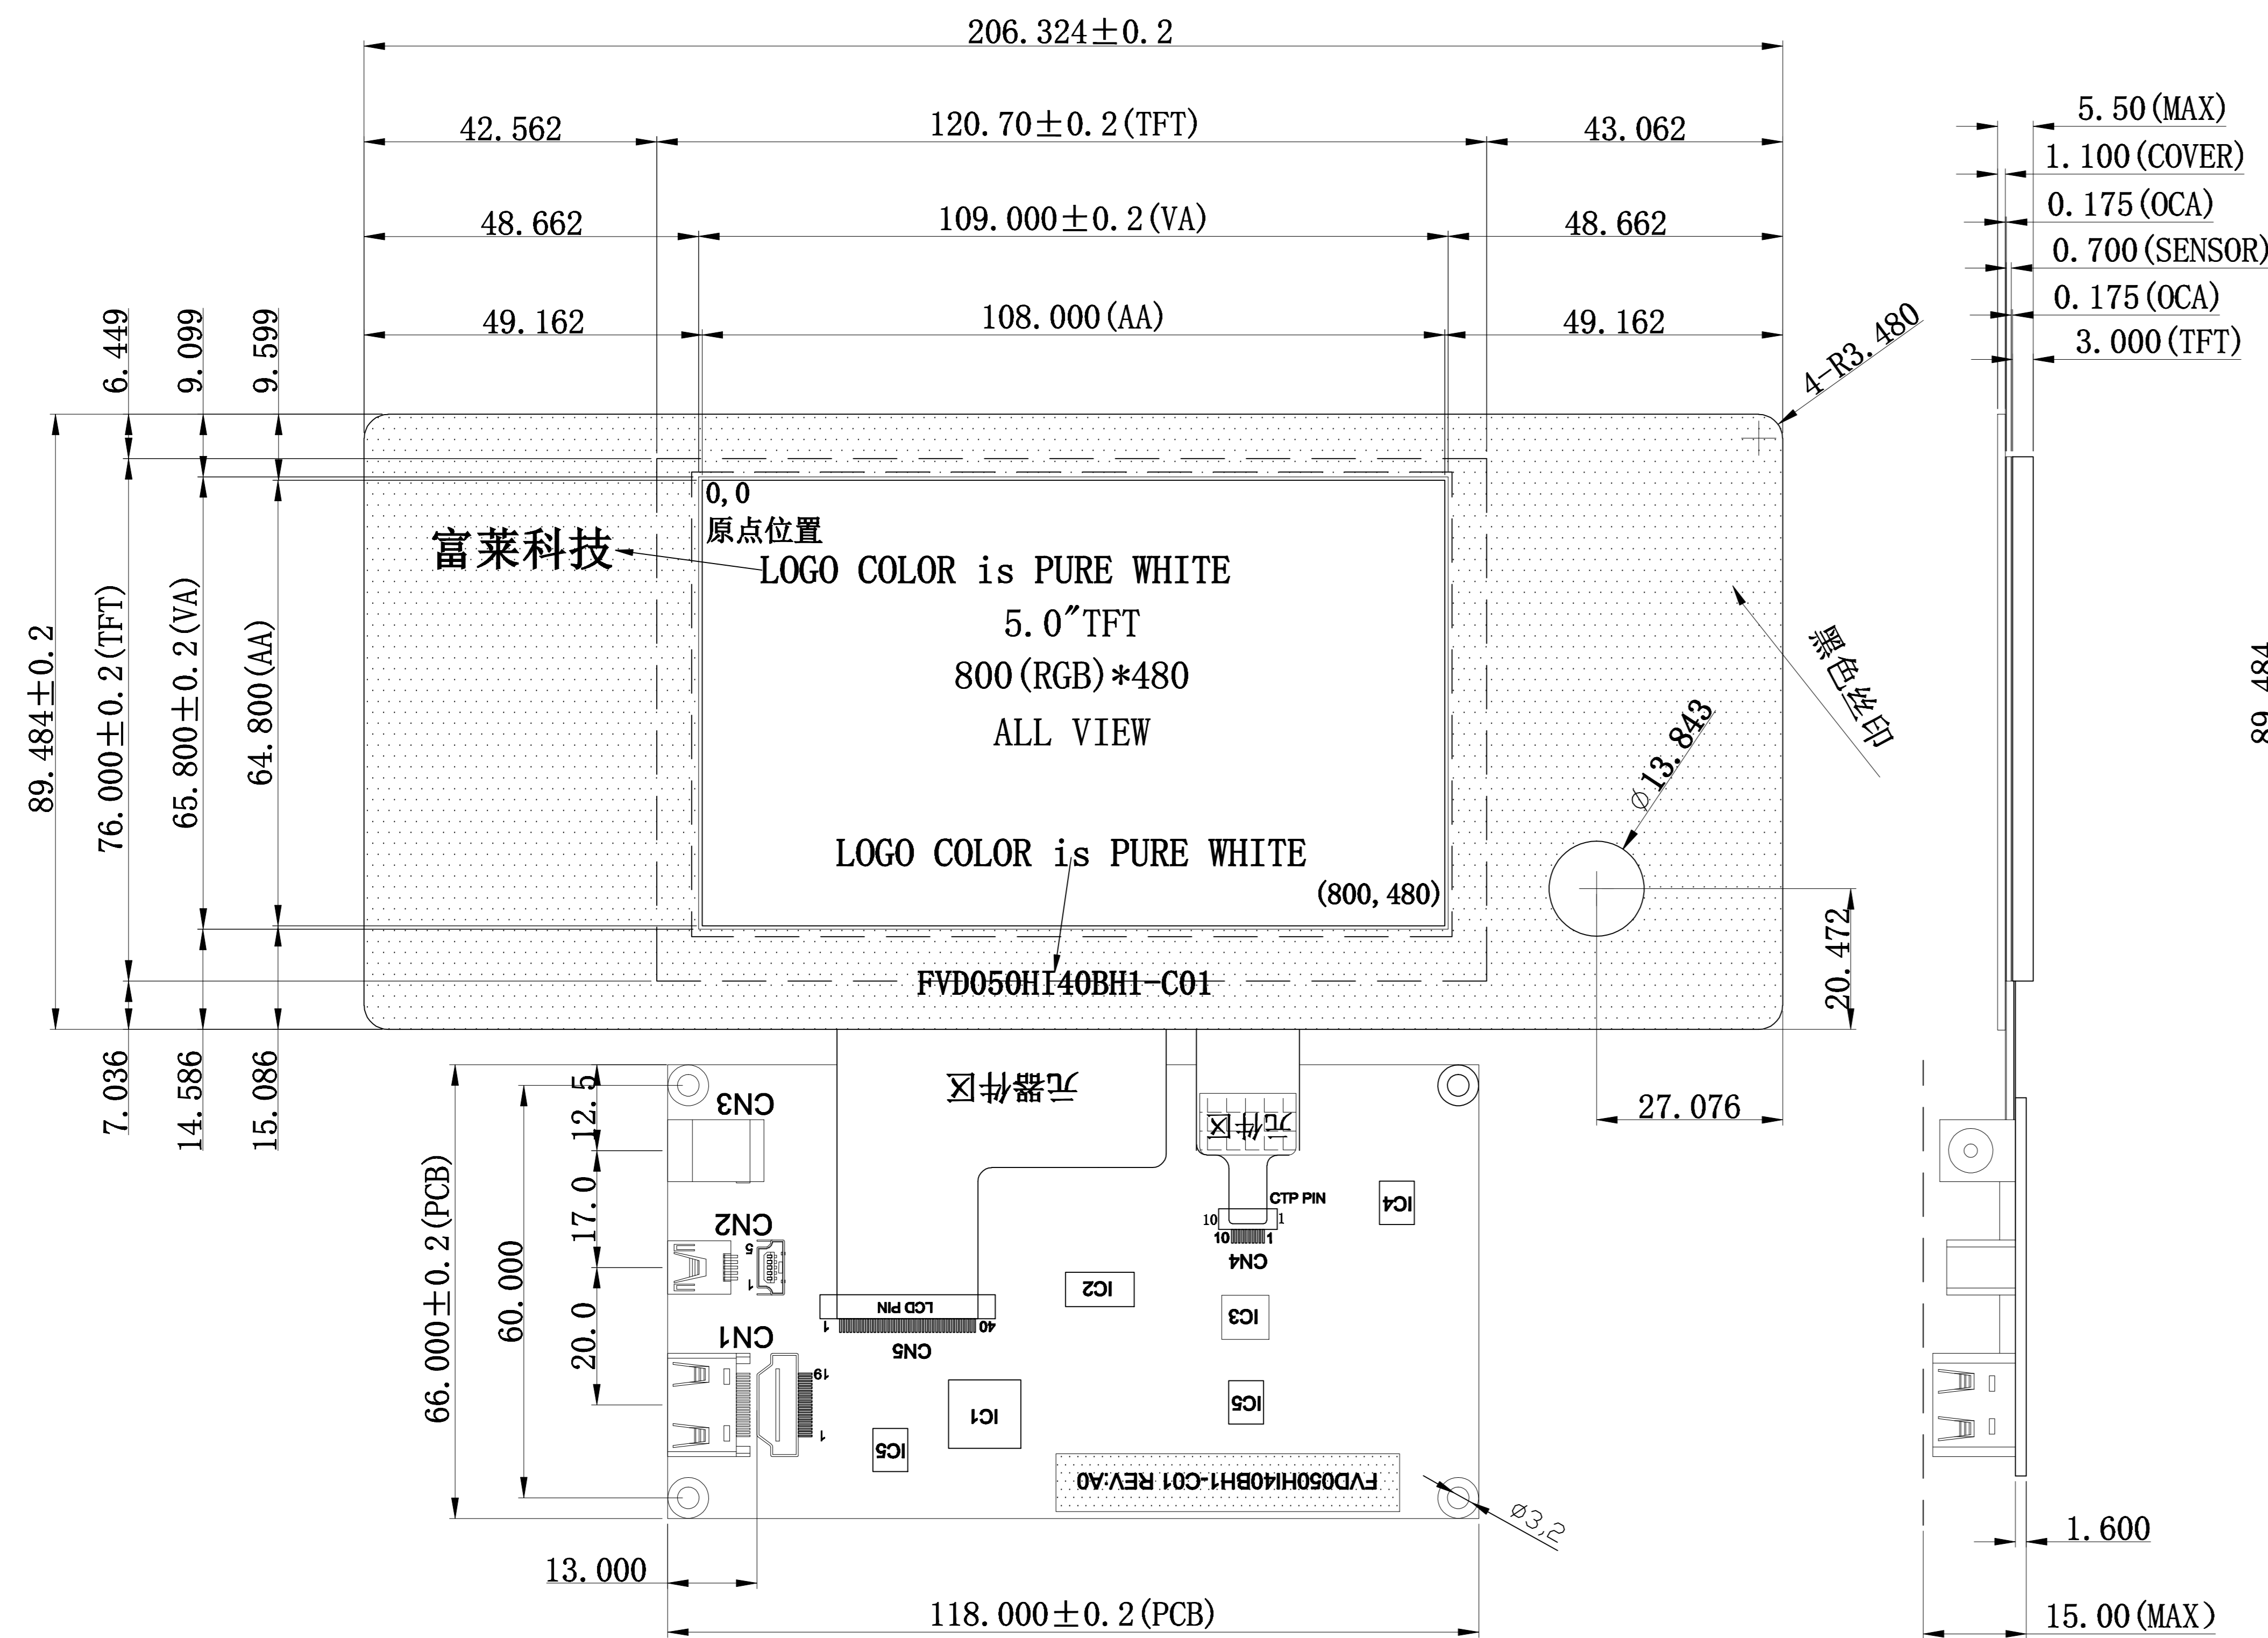 206.324±0.2
42.562
120.70±0.2(TFT)
43.062
48.662
109.000±0.2(VA)
48.662
49.162
108.000(AA)
49.162
5.50(MAX)
1.100(COVER)
0.175(OCA)
0.700(SENSOR)
0.175(OCA)
3.000(TFT)
4-R3.480
6.449
9.099
9.599
89.484±0.2
76.000±0.2(TFT)
65.800±0.2(VA)
64.800(AA)
7.036
14.586
15.086
0,0
原点位置
富莱科技
LOGO COLOR is PURE WHITE
5.0"TFT
800(RGB)*480
ALL VIEW
LOGO COLOR is PURE WHITE
(800,480)
FVD050HI40BH1-C01
黑色丝印
⌀13.843
20.472
27.076
89.484
元器件区
元件区
CN3
CN2
5
1
CN1
19
1
12.5
17.0
20.0
60.000
66.000±0.2(PCB)
CTP PIN
10
1
10
1
CN4
IC4
IC2
IC3
LCD PIN
1
40
CN5
IC1
IC5
IC5
FVD050HI40BH1-C01 REV:A0
⌀3,2
13.000
118.000±0.2(PCB)
1.600
15.00(MAX)